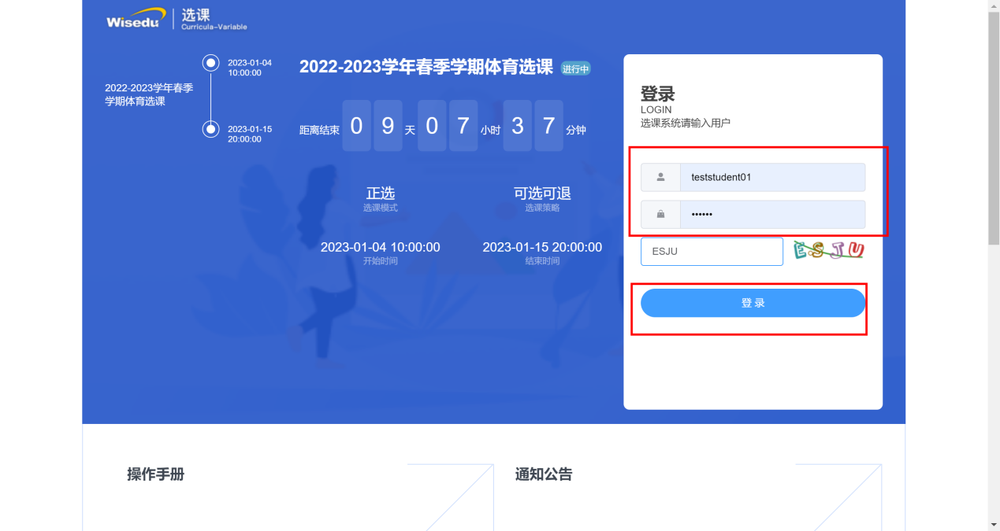 Wisedu 选课
Curricula-Variable
2022-2023学年春季
学期体育选课
2023-01-04
10:00:00
2023-01-15
20:00:00
2022-2023学年春季学期体育选课 进行中
距离结束 0 9 天 0 7 小时 3 7 分钟
正选
选课模式
可选可退
选课策略
2023-01-04 10:00:00
开始时间
2023-01-15 20:00:00
结束时间
登录
LOGIN
选课系统请输入用户
teststudent01
••••••
ESJU ESJU
登 录
操作手册
通知公告